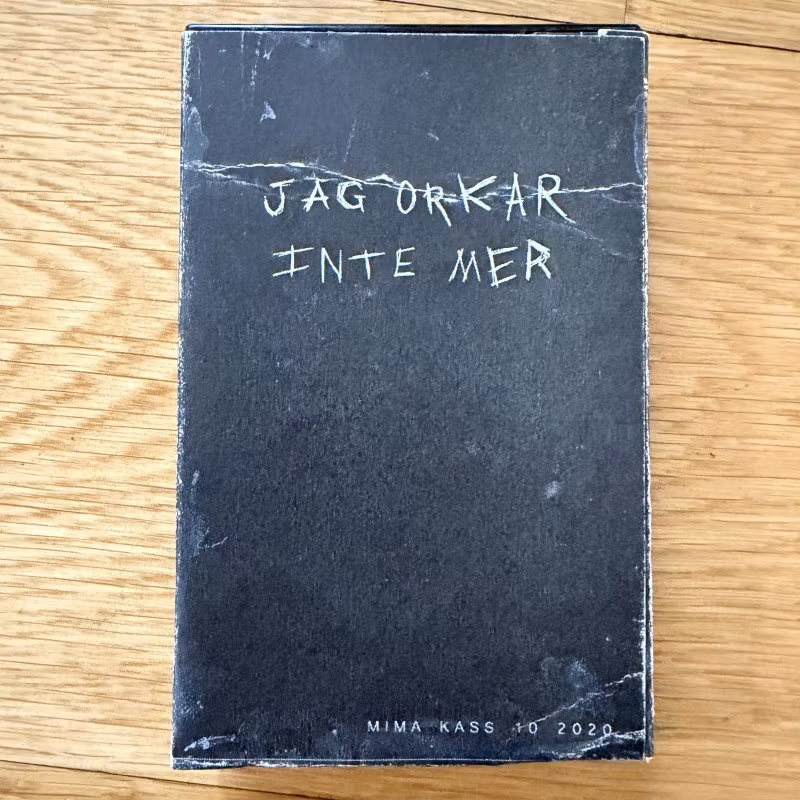 JAG ORKAR
INTE MER
MIMA KASS 10 2020